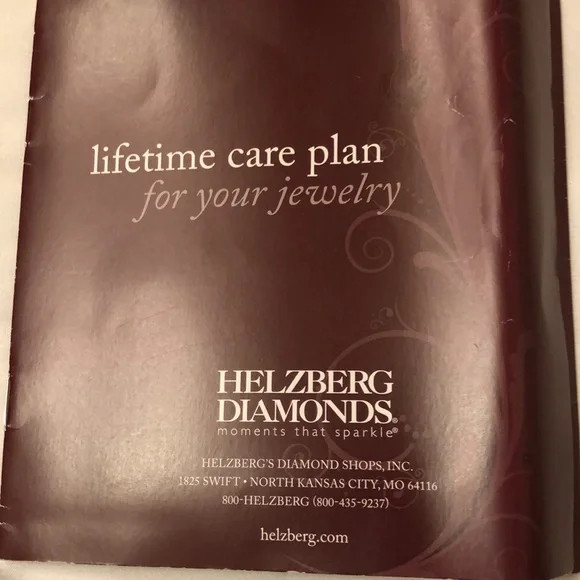 lifetime care plan
for your jewelry
HELZBERG
DIAMONDS®
moments that sparkle®
HELZBERG'S DIAMOND SHOPS, INC.
1825 SWIFT • NORTH KANSAS CITY, MO 64116
800-HELZBERG (800-435-9237)
helzberg.com